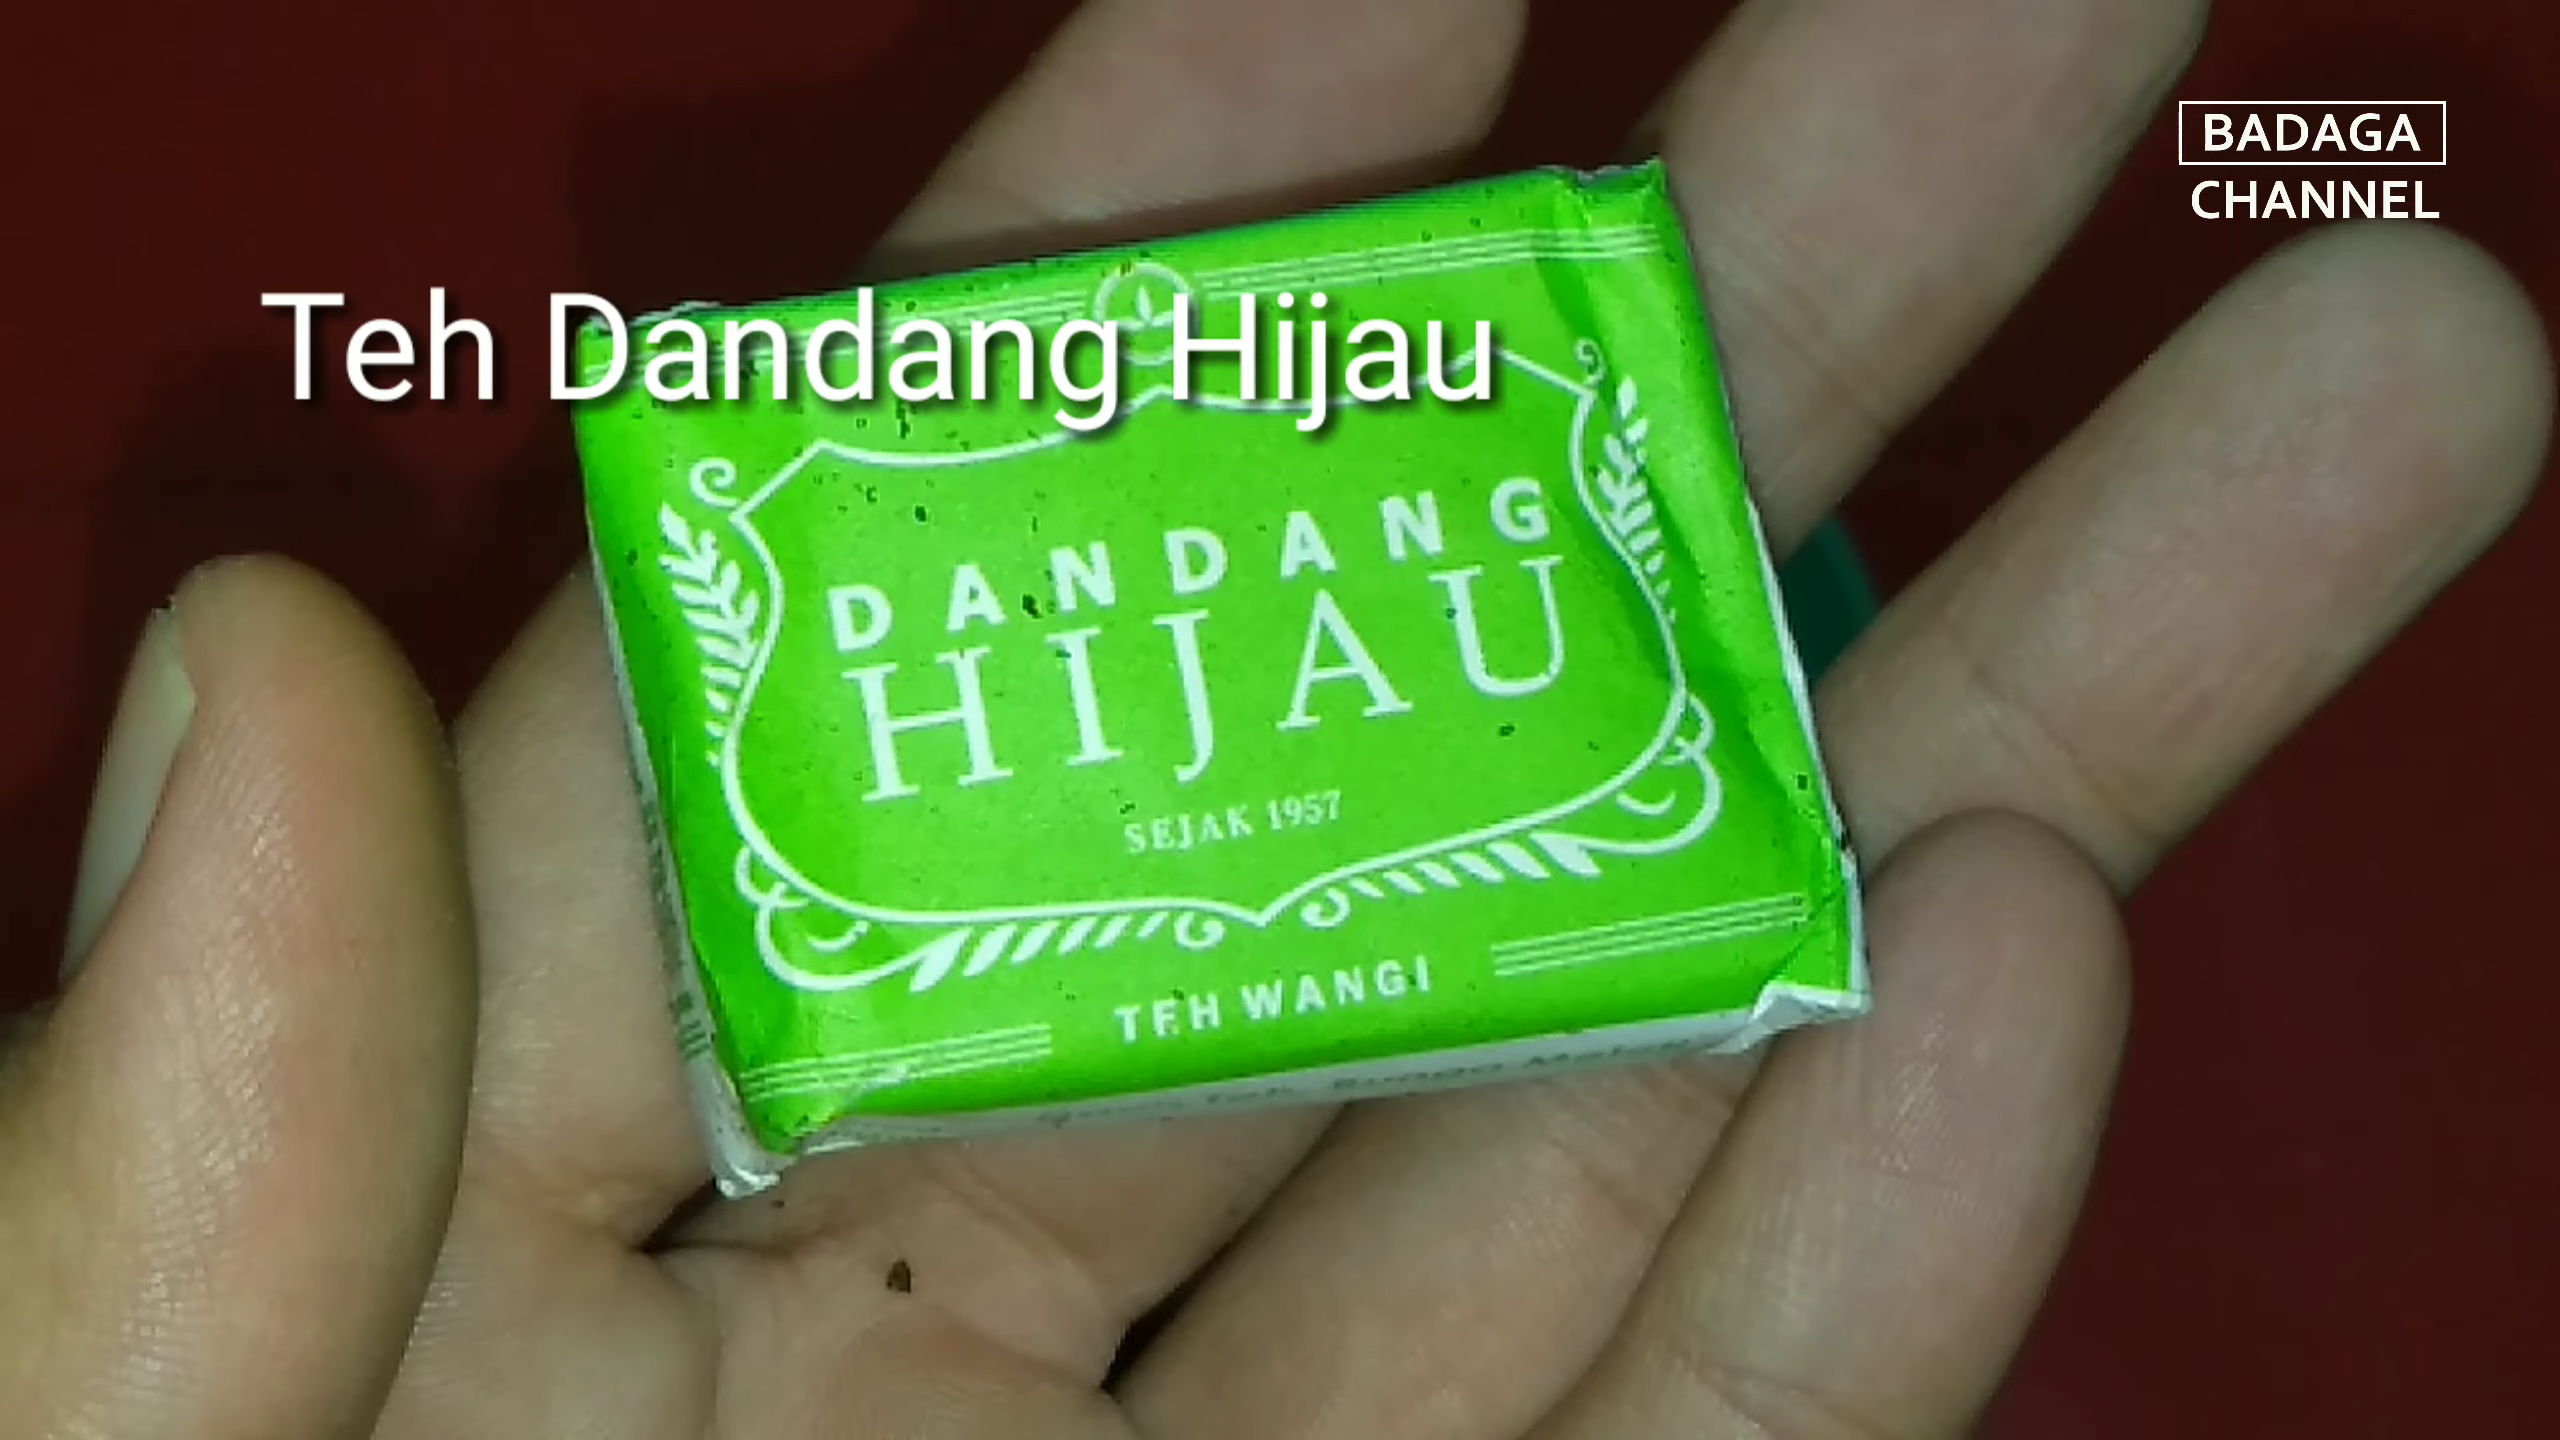 BADAGA
CHANNEL
Teh Dandang Hijau
DANDANG
HIJAU
SEJAK 1957
TEH WANGI